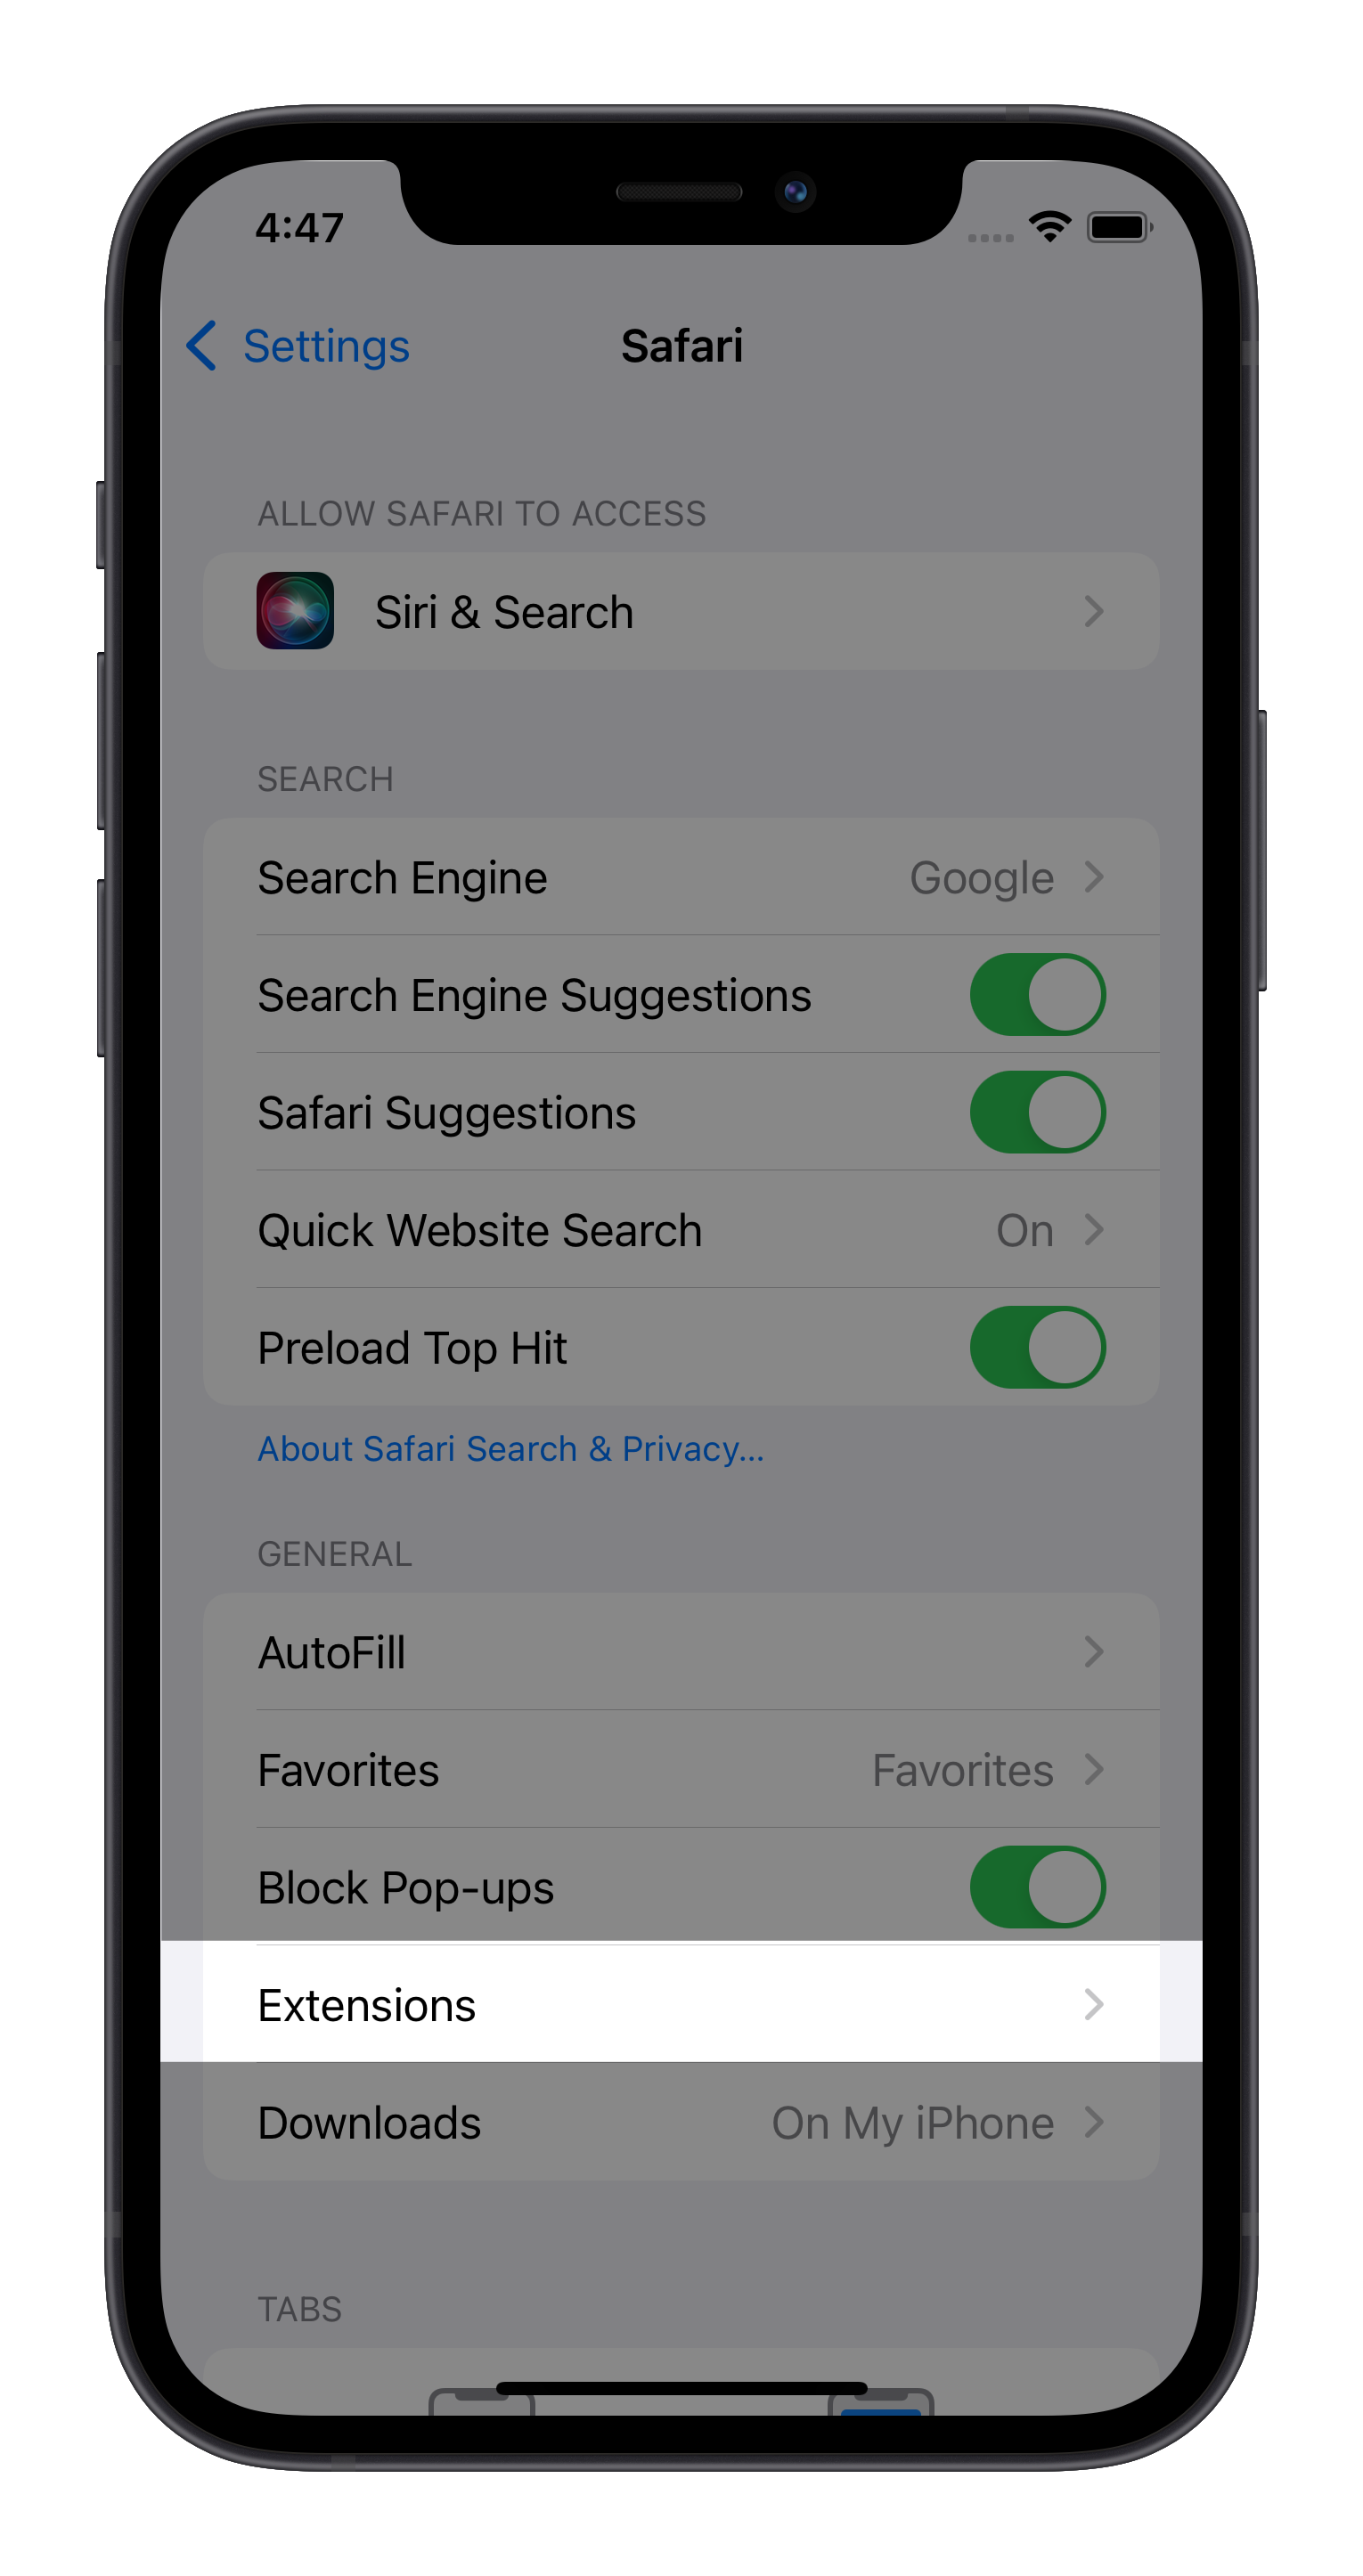 4:47
Settings
Safari
ALLOW SAFARI TO ACCESS
Siri & Search
SEARCH
Search Engine Google
Search Engine Suggestions
Safari Suggestions
Quick Website Search On
Preload Top Hit
About Safari Search & Privacy...
GENERAL
AutoFill
Favorites Favorites
Block Pop-ups
Extensions
Downloads On My iPhone
TABS